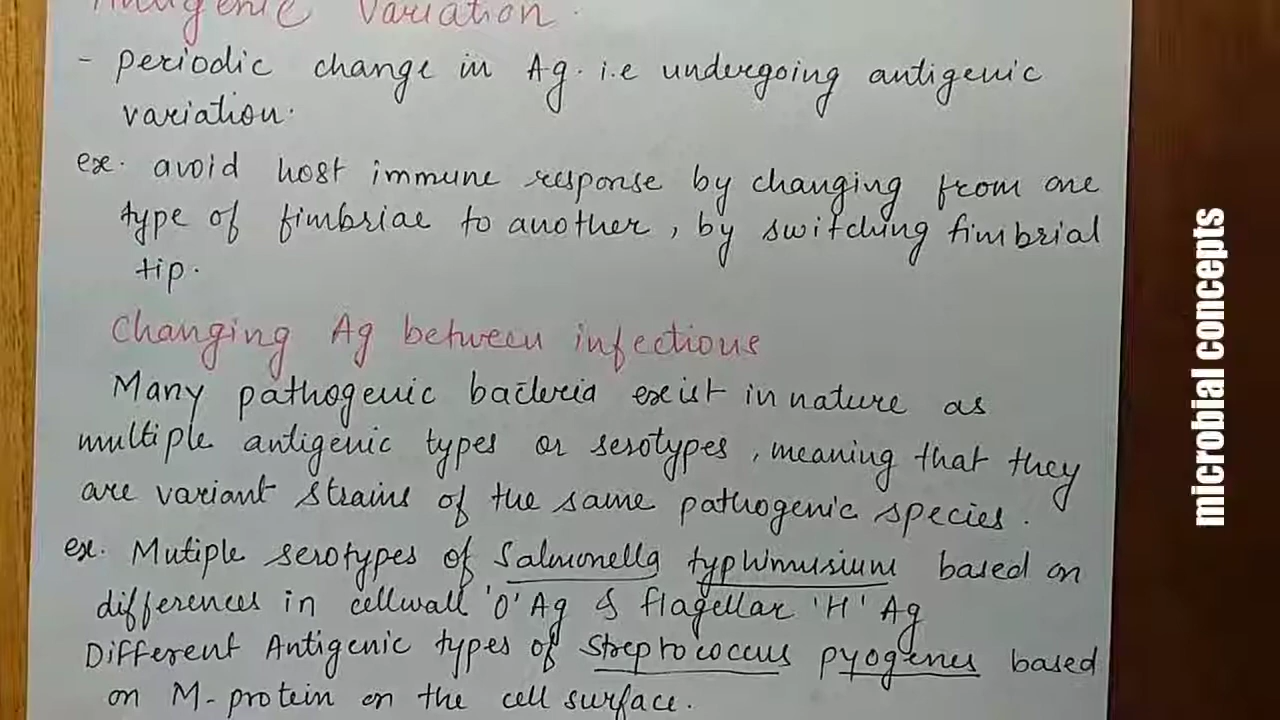 Antigenic Variation.
- periodic change in Ag. i.e undergoing antigenic
variation.
ex. avoid host immune response by changing from one
type of fimbriae to another, by switching fimbrial
tip.
Changing Ag between infections
Many pathogenic bacteria exist in nature as
multiple antigenic types or serotypes, meaning that they
are variant strains of the same pathogenic species.
ex. Mutiple serotypes of Salmonella typhimusium based on
differences in cellwall 'O' Ag & flagellar 'H' Ag
Different Antigenic types of Streptococcus pyogenes based
on M-protein on the cell surface.
microbial concepts